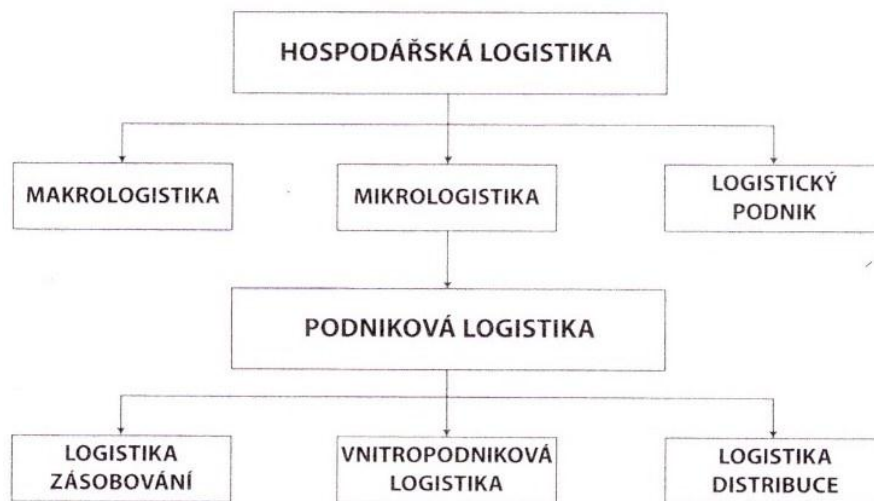 HOSPODÁŘSKÁ LOGISTIKA
MAKROLOGISTIKA
MIKROLOGISTIKA
LOGISTICKÝ
PODNIK
PODNIKOVÁ LOGISTIKA
LOGISTIKA
ZÁSOBOVÁNÍ
VNITROPODNIKOVÁ
LOGISTIKA
LOGISTIKA
DISTRIBUCE